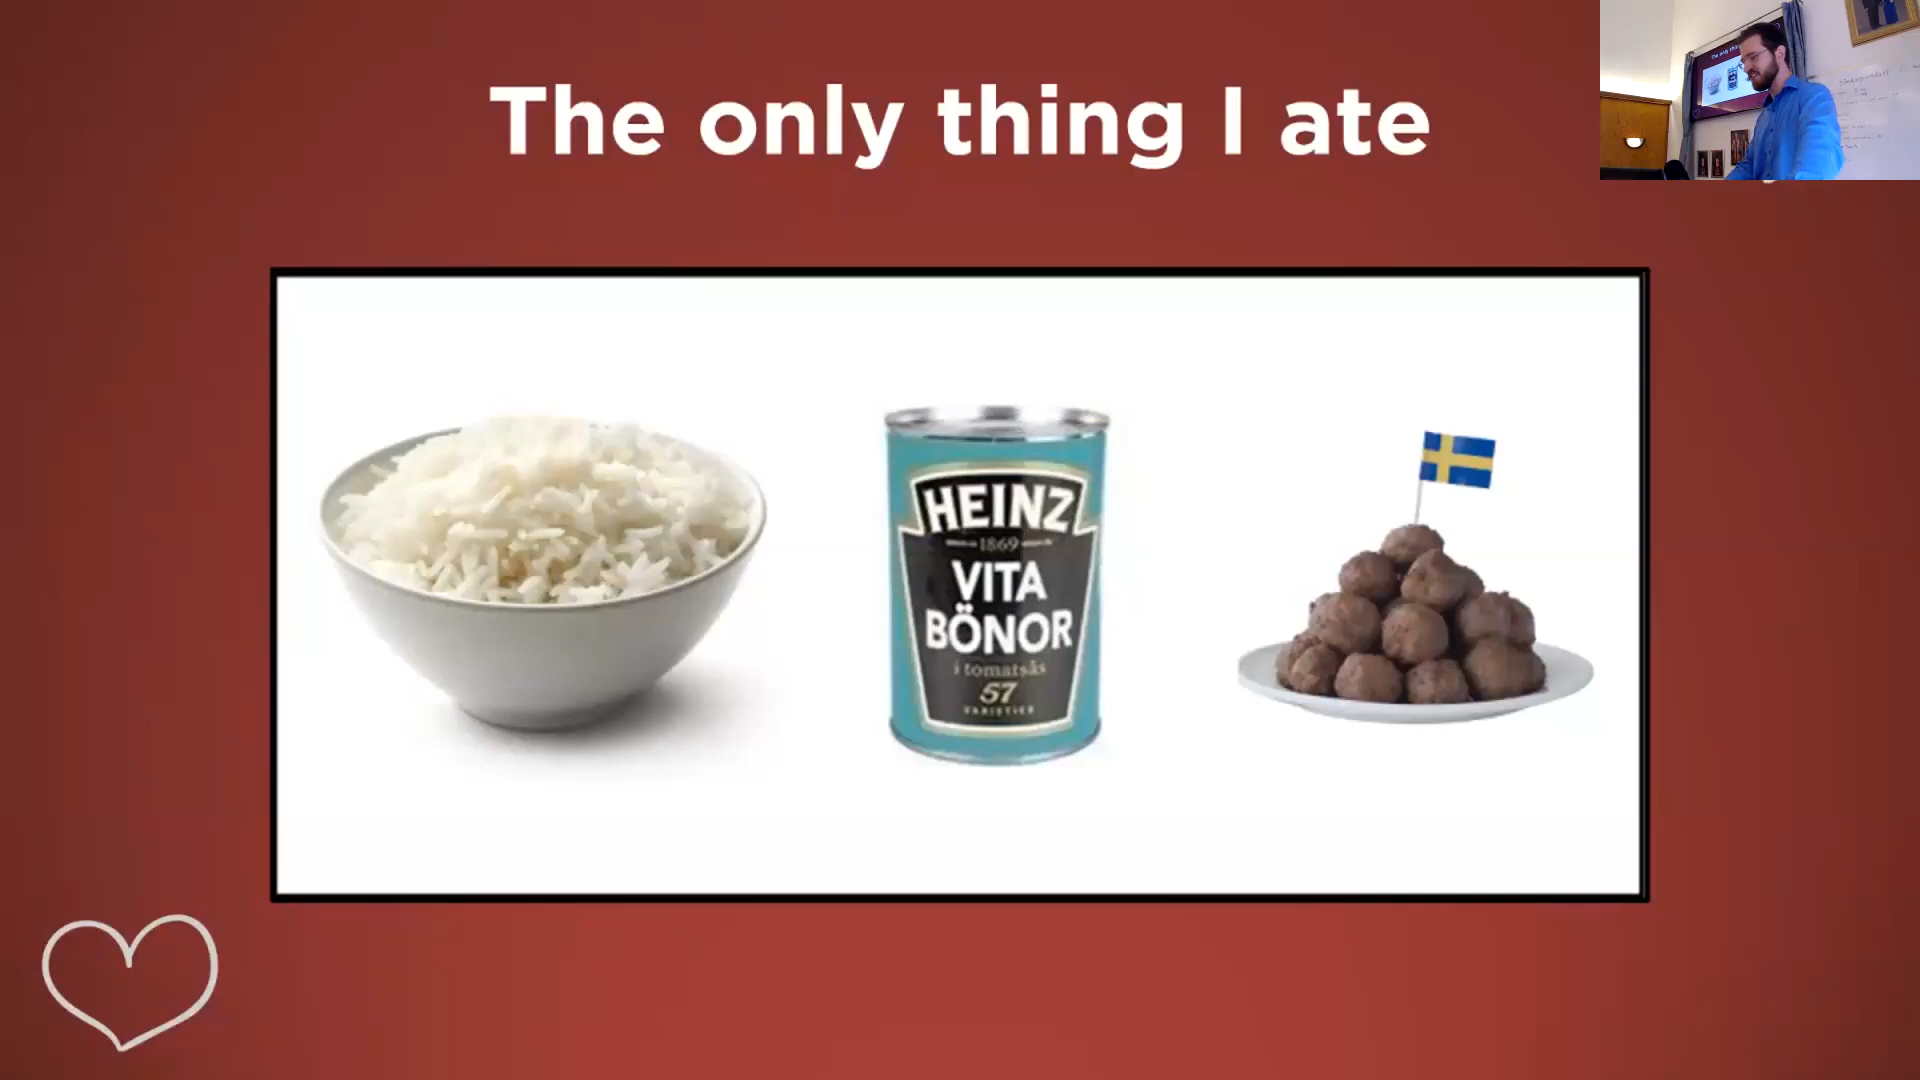 The only thing I ate
HEINZ
1869
VITA
BÖNOR
i tomatsås
57
VARIETIES